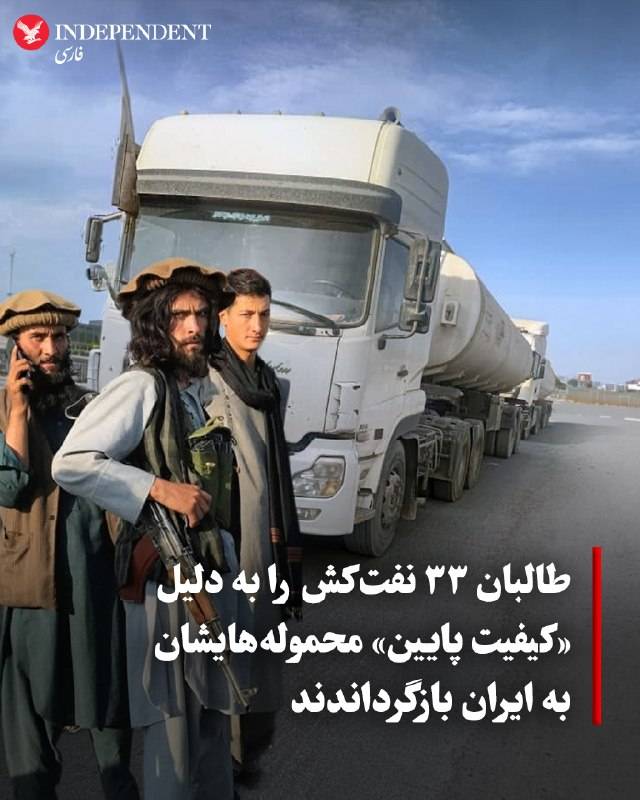 INDEPENDENT
فارسی
طالبان ۳۳ نفت‌کش را به دلیل
«کیفیت پایین» محموله‌هایشان
به ایران بازگرداندند